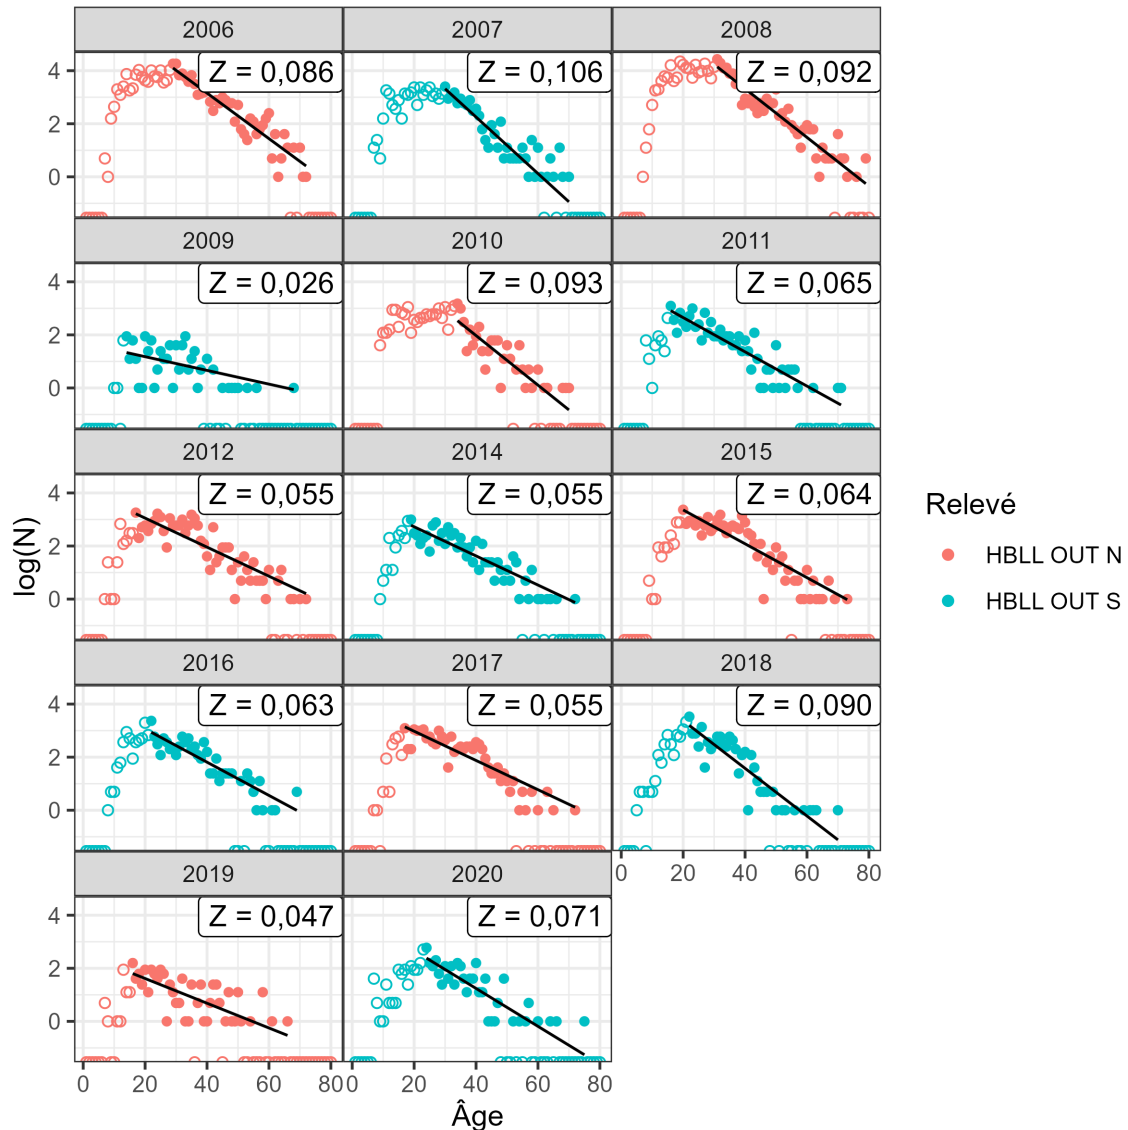 2006 2007 2008
4 Z = 0,086 Z = 0,106 Z = 0,092
2
0
2009 2010 2011
4 Z = 0,026 Z = 0,093 Z = 0,065
2
0
2012 2014 2015
4 Z = 0,055 Z = 0,055 Z = 0,064
2
0
2016 2017 2018
4 Z = 0,063 Z = 0,055 Z = 0,090
2
0
0 20 40 60 80
2019 2020
4 Z = 0,047 Z = 0,071
2
0
0 20 40 60 80 0 20 40 60 80
Âge
log(N)
Relevé
HBLL OUT N
HBLL OUT S